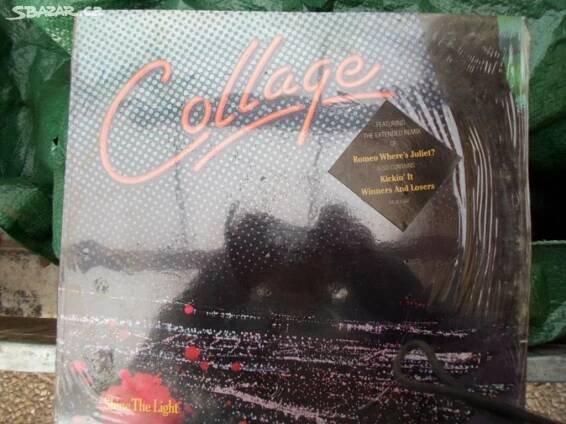 SBAZAR.CZ
Collage
FEATURING
THE EXTENDED REMIX
OF
Romeo Where's Juliet?
ALSO CONTAINS
Kickin' It
Winners And Losers
Shine The Light